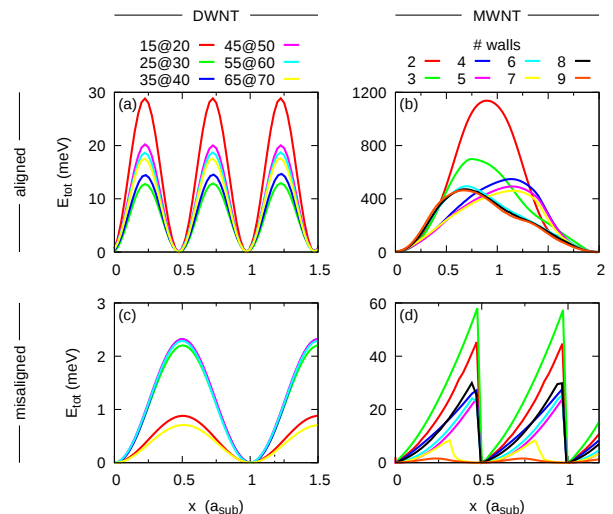 DWNT MWNT
15@20 45@50
25@30 55@60
35@40 65@70
# walls
2 4 6 8
3 5 7 9
aligned
E_tot (meV)
30
20
10
0
(a)
0 0.5 1 1.5
1200
800
400
0
(b)
0 0.5 1 1.5 2
misaligned
E_tot (meV)
3
2
1
0
(c)
0 0.5 1 1.5
x (a_sub)
60
40
20
0
(d)
0 0.5 1
x (a_sub)